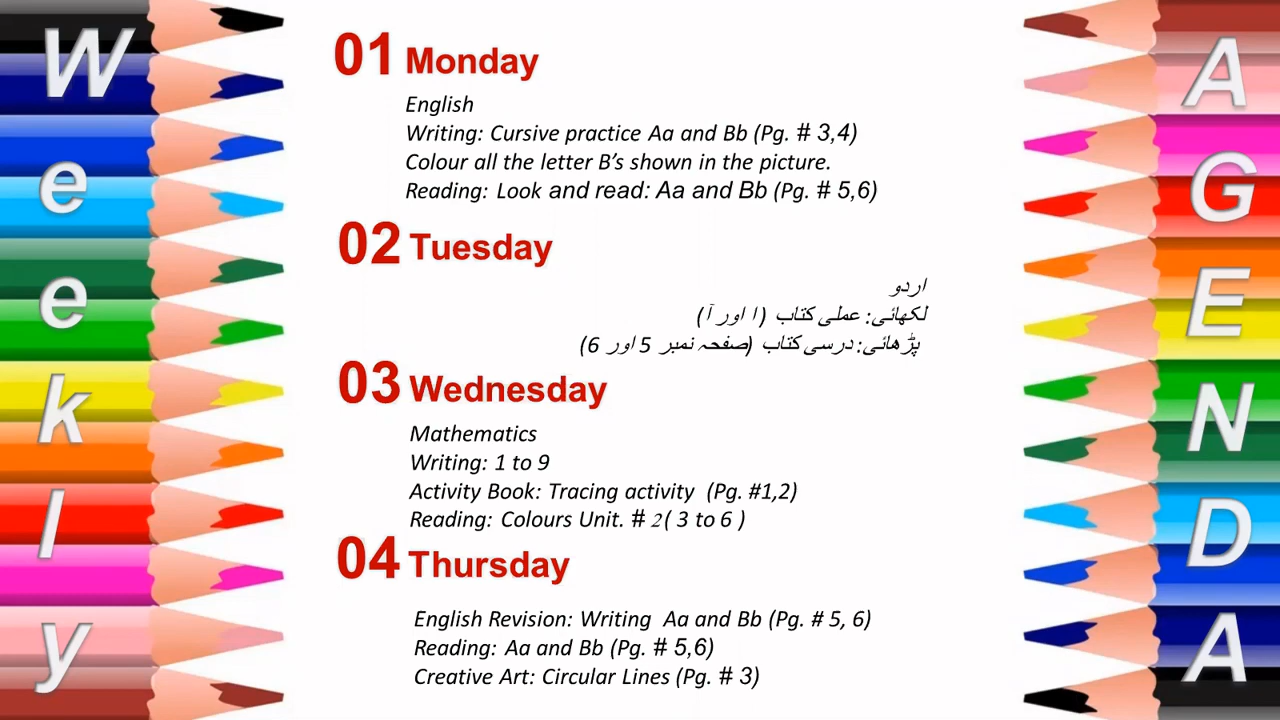 Weekly
01 Monday
English
Writing: Cursive practice Aa and Bb (Pg. # 3,4)
Colour all the letter B’s shown in the picture.
Reading: Look and read: Aa and Bb (Pg. # 5,6)
02 Tuesday
اردو
لکھائی: عملی کتاب (ا اور آ)
پڑھائی: درسی کتاب (صفحہ نمبر 5 اور 6)
03 Wednesday
Mathematics
Writing: 1 to 9
Activity Book: Tracing activity (Pg. #1,2)
Reading: Colours Unit. # 2( 3 to 6 )
04 Thursday
English Revision: Writing Aa and Bb (Pg. # 5, 6)
Reading: Aa and Bb (Pg. # 5,6)
Creative Art: Circular Lines (Pg. # 3)
AGENDA